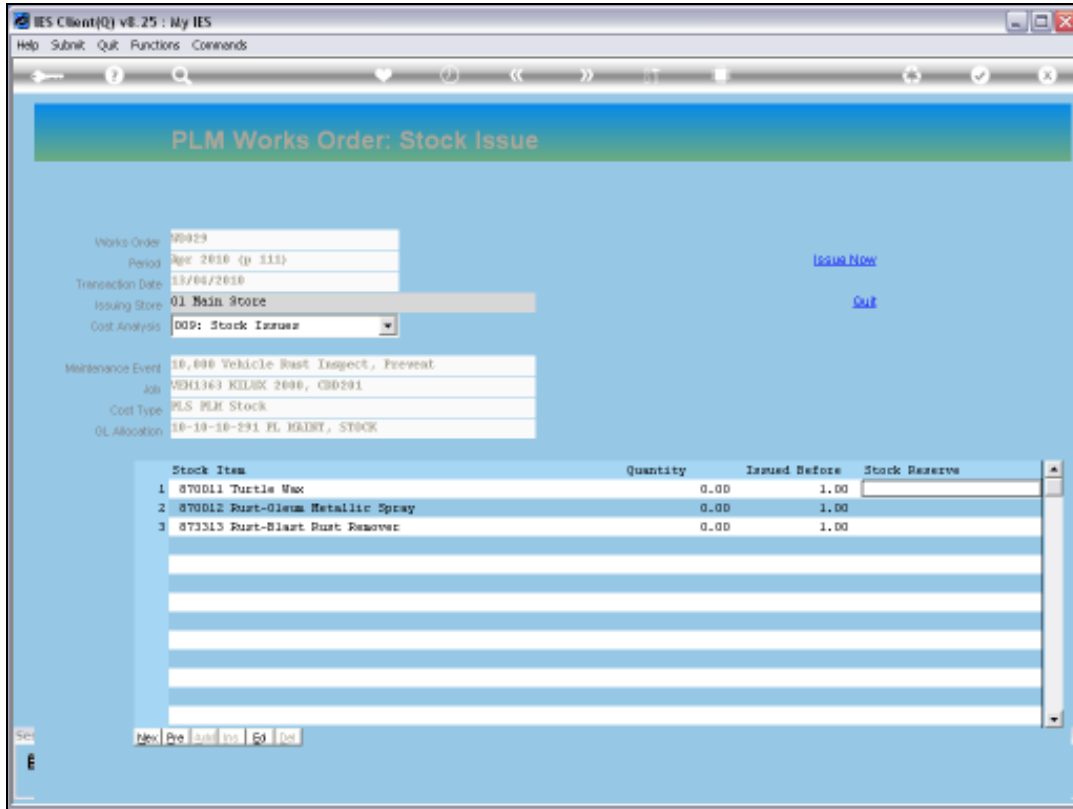 IES Client(Q) v8.25 : My IES
Help Submit Quit Functions Commands
PLM Works Order: Stock Issue
Works Order W0029
Period Apr 2010 (p 111)
Issue Now
Transaction Date 13/04/2010
Issuing Store 01 Main Store
Quit
Cost Analysis 009: Stock Issues
Maintenance Event 10,000 Vehicle Rust Inspect, Prevent
Job VEH1363 KILUX 2000, CDD201
Cost Type PLS PLM Stock
GL Allocation 10-10-10-291 PL MAINT, STOCK
Stock Item Quantity Issued Before Stock Reserve
1 870011 Turtle Wax 0.00 1.00
2 870012 Rust-Oleum Metallic Spray 0.00 1.00
3 873313 Rust-Blast Rust Remover 0.00 1.00
Nex Pre Add Ins Ed Del